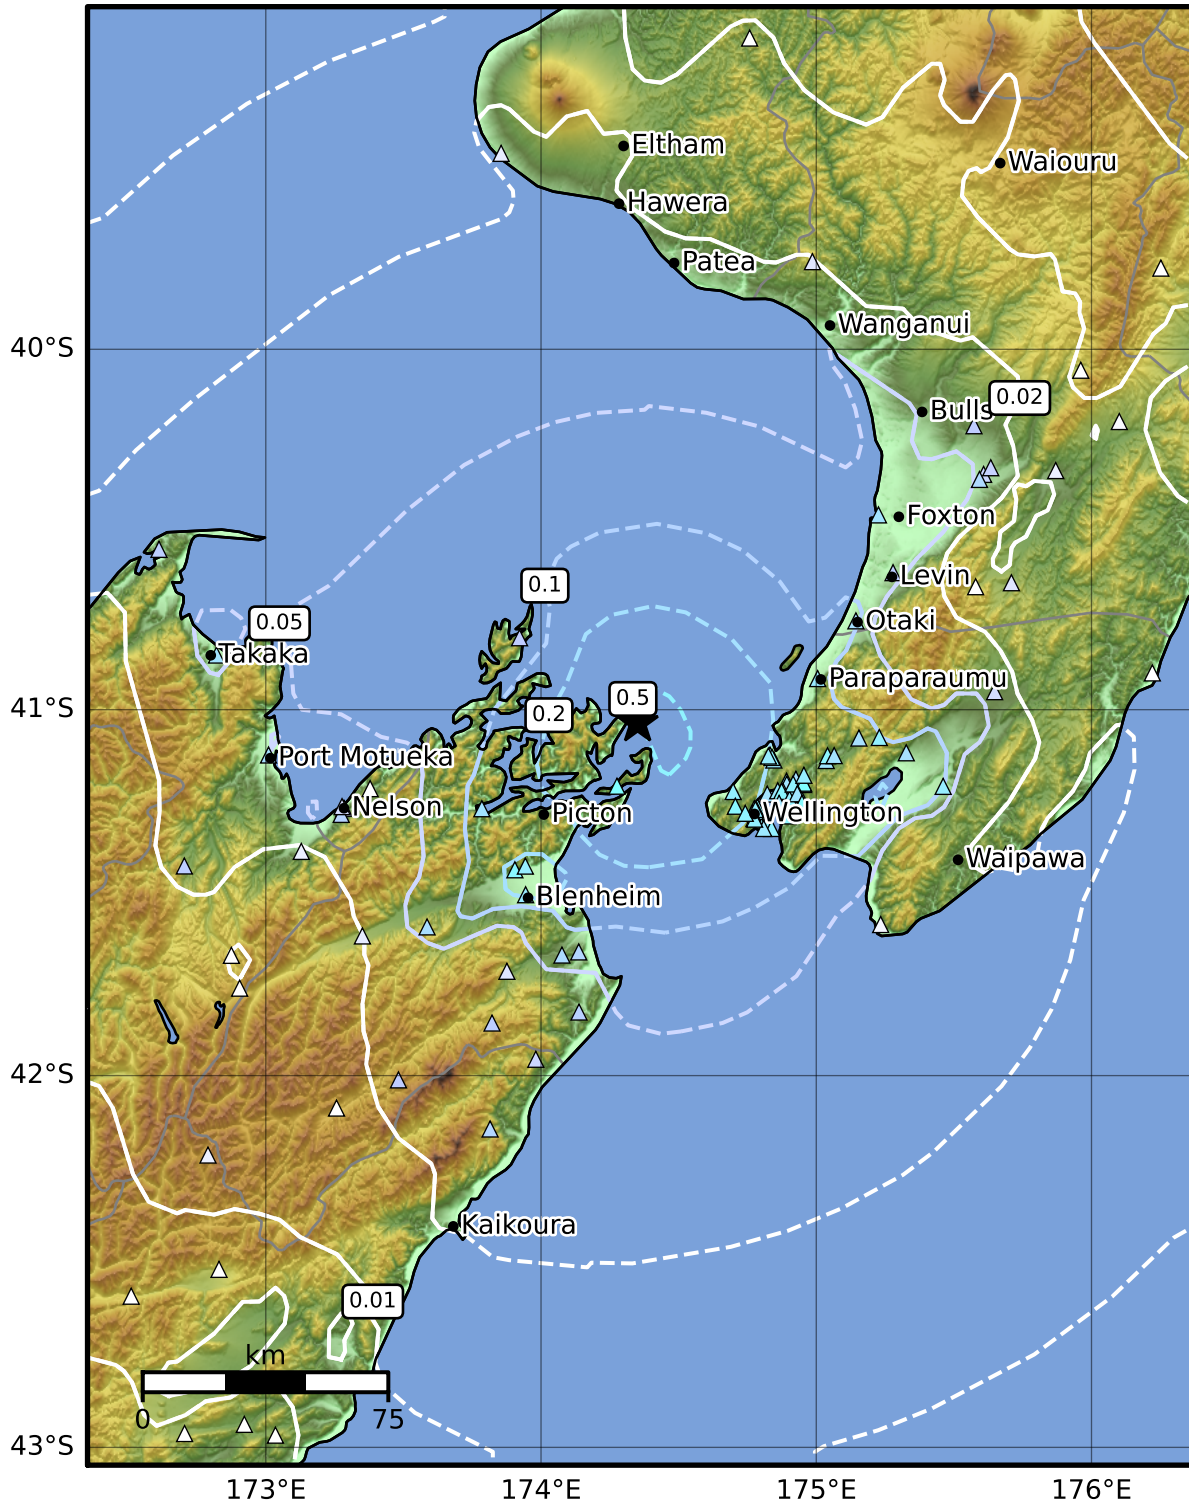 Eltham
Waiouru
Hawera
Patea
Wanganui
40°S
0.02
Bulls
Foxton
Levin
0.1
Otaki
0.05
Takaka
Paraparaumu
0.5
41°S
0.2
Port Motueka
Nelson
Picton
Wellington
Waipawa
Blenheim
42°S
Kaikoura
0.01
km
0
75
43°S
173°E
174°E
175°E
176°E